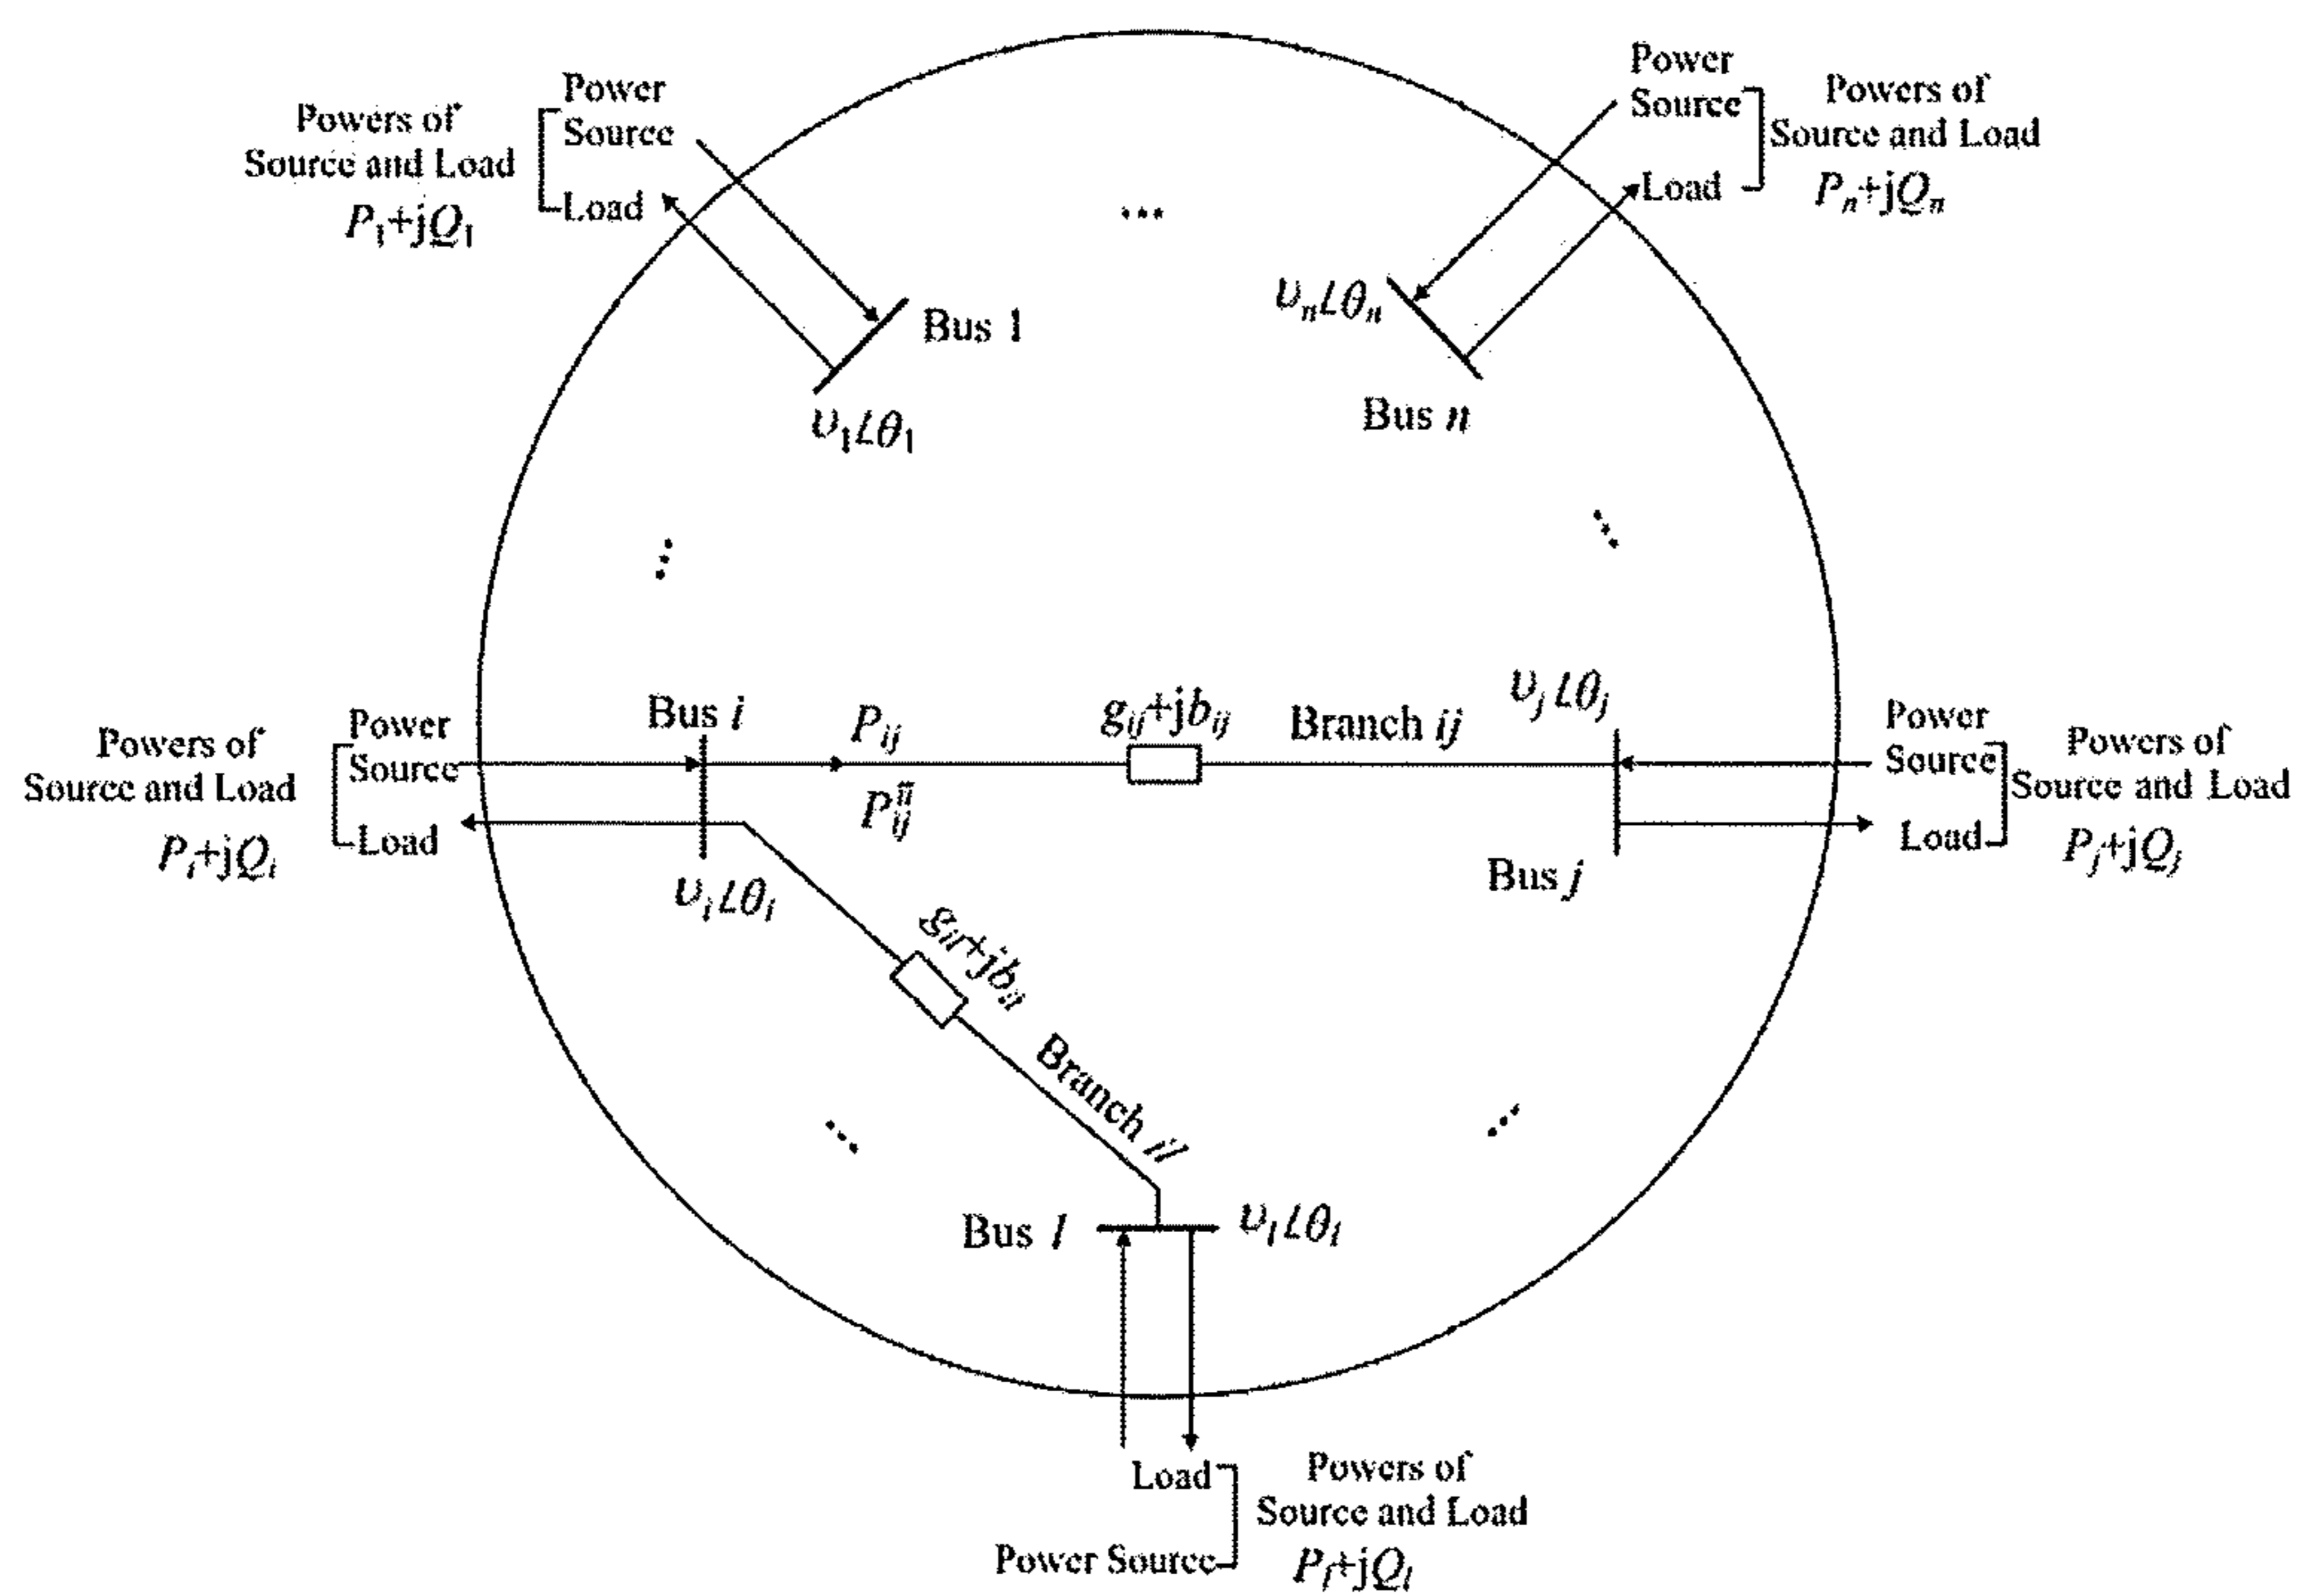 Power
Source
Load
Powers of
Source and Load
P₁+jQ₁
Bus 1
υ₁∠θ₁
...
Power
Source
Load
Powers of
Source and Load
Pₙ+jQₙ
υₙ∠θₙ
Bus n
...
...
Powers of
Source and Load
Pᵢ+jQᵢ
Power
Source
Load
Bus i
υᵢ∠θᵢ
Pᵢⱼ
gᵢⱼ+jbᵢⱼ
Branch ij
υⱼ∠θⱼ
Bus j
Power
Source
Load
Powers of
Source and Load
Pⱼ+jQⱼ
gᵢₗ+jbᵢₗ
Branch il
...
...
Bus l
υₗ∠θₗ
Load
Power Source
Powers of
Source and Load
Pₗ+jQₗ